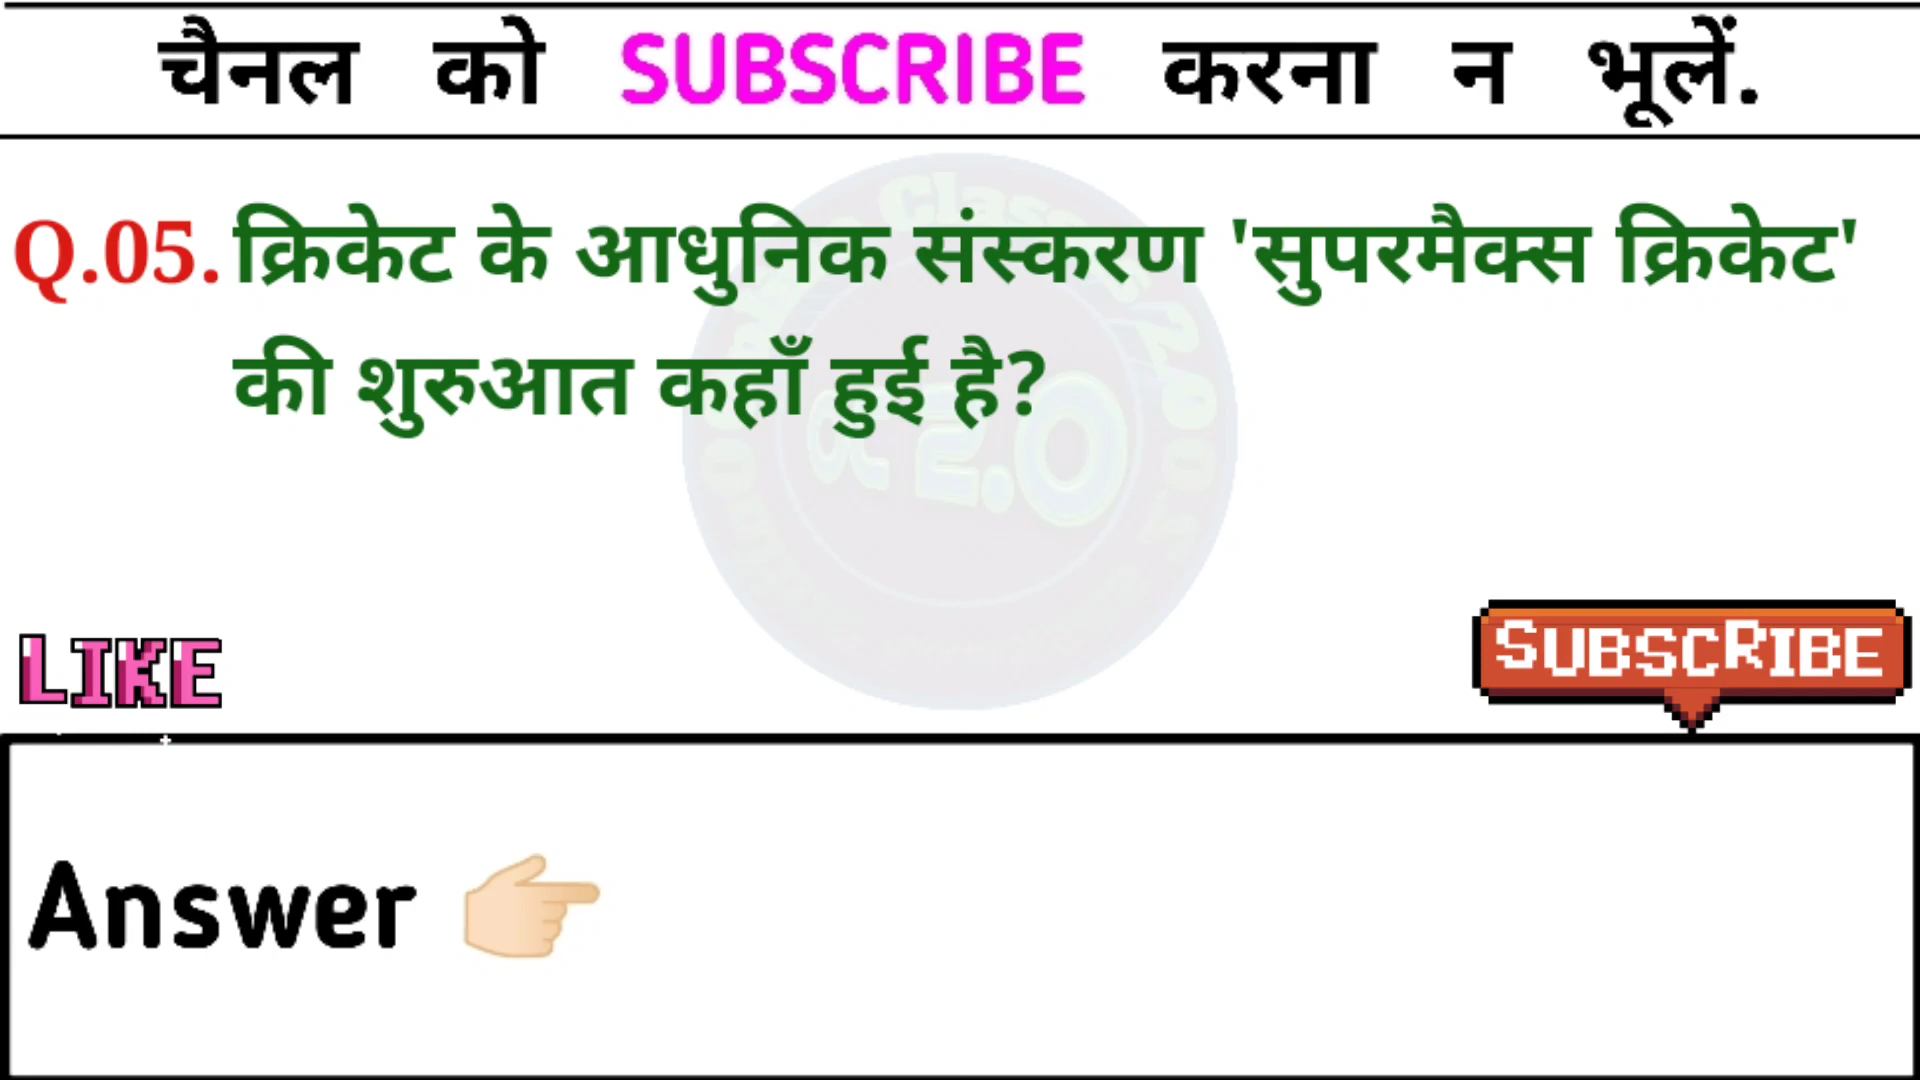 चैनल को SUBSCRIBE करना न भूलें.
Q.05. क्रिकेट के आधुनिक संस्करण 'सुपरमैक्स क्रिकेट'
की शुरुआत कहाँ हुई है?
LIKE
SUBSCRIBE
Answer